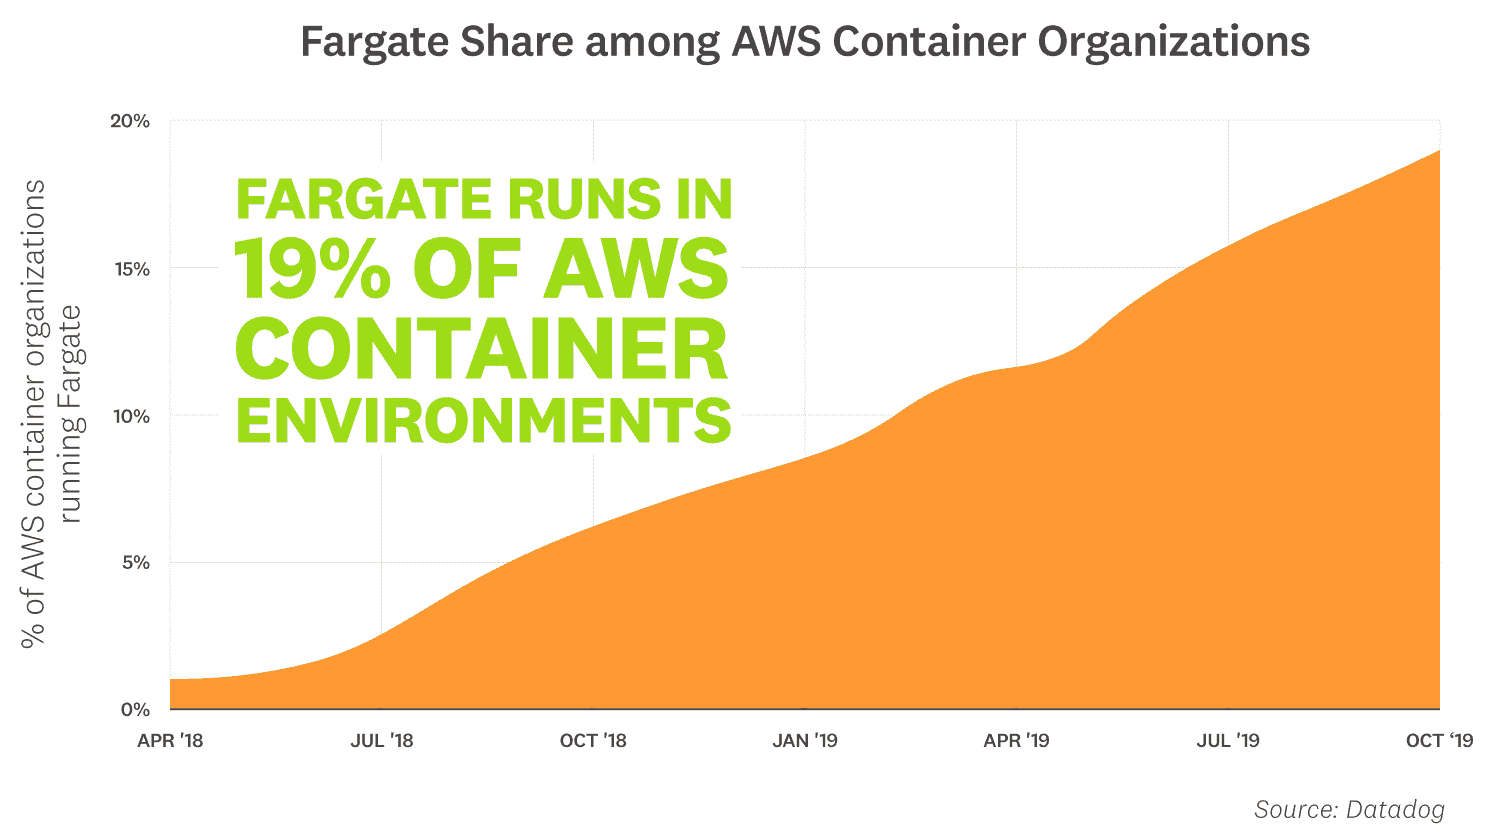 Fargate Share among AWS Container Organizations
% of AWS container organizations
running Fargate
20%
15%
10%
5%
0%
FARGATE RUNS IN
19% OF AWS
CONTAINER
ENVIRONMENTS
APR '18
JUL '18
OCT '18
JAN '19
APR '19
JUL '19
OCT ‘19
Source: Datadog